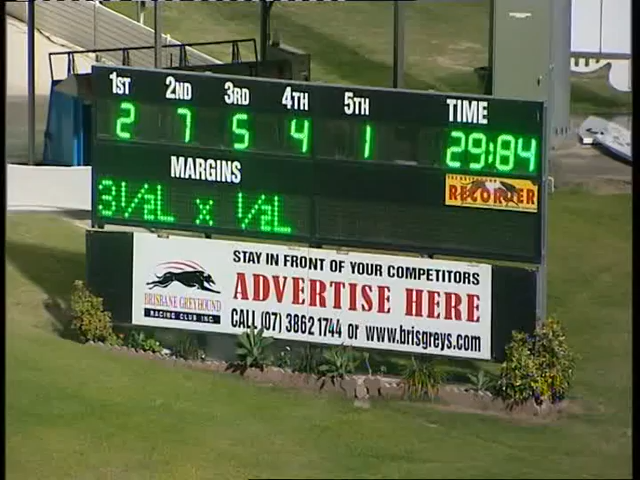 1ST 2ND 3RD 4TH 5TH TIME
2 7 5 4 1 29:84
MARGINS
3½L x ½L
RECORDER
STAY IN FRONT OF YOUR COMPETITORS
ADVERTISE HERE
CALL (07) 3862 1744 or www.brisgreys.com
BRISBANE GREYHOUND
RACING CLUB INC.